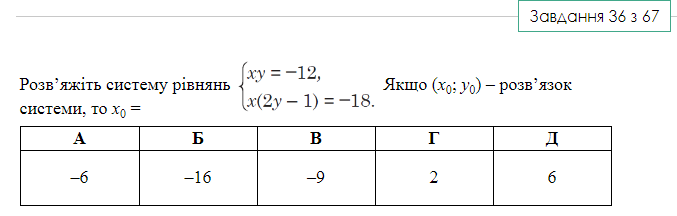 Завдання 36 з 67
Розв’яжіть систему рівнянь { xy = −12, x(2y − 1) = −18. Якщо (x₀; y₀) – розв’язок
системи, то x₀ =
А Б В Г Д
–6 –16 –9 2 6